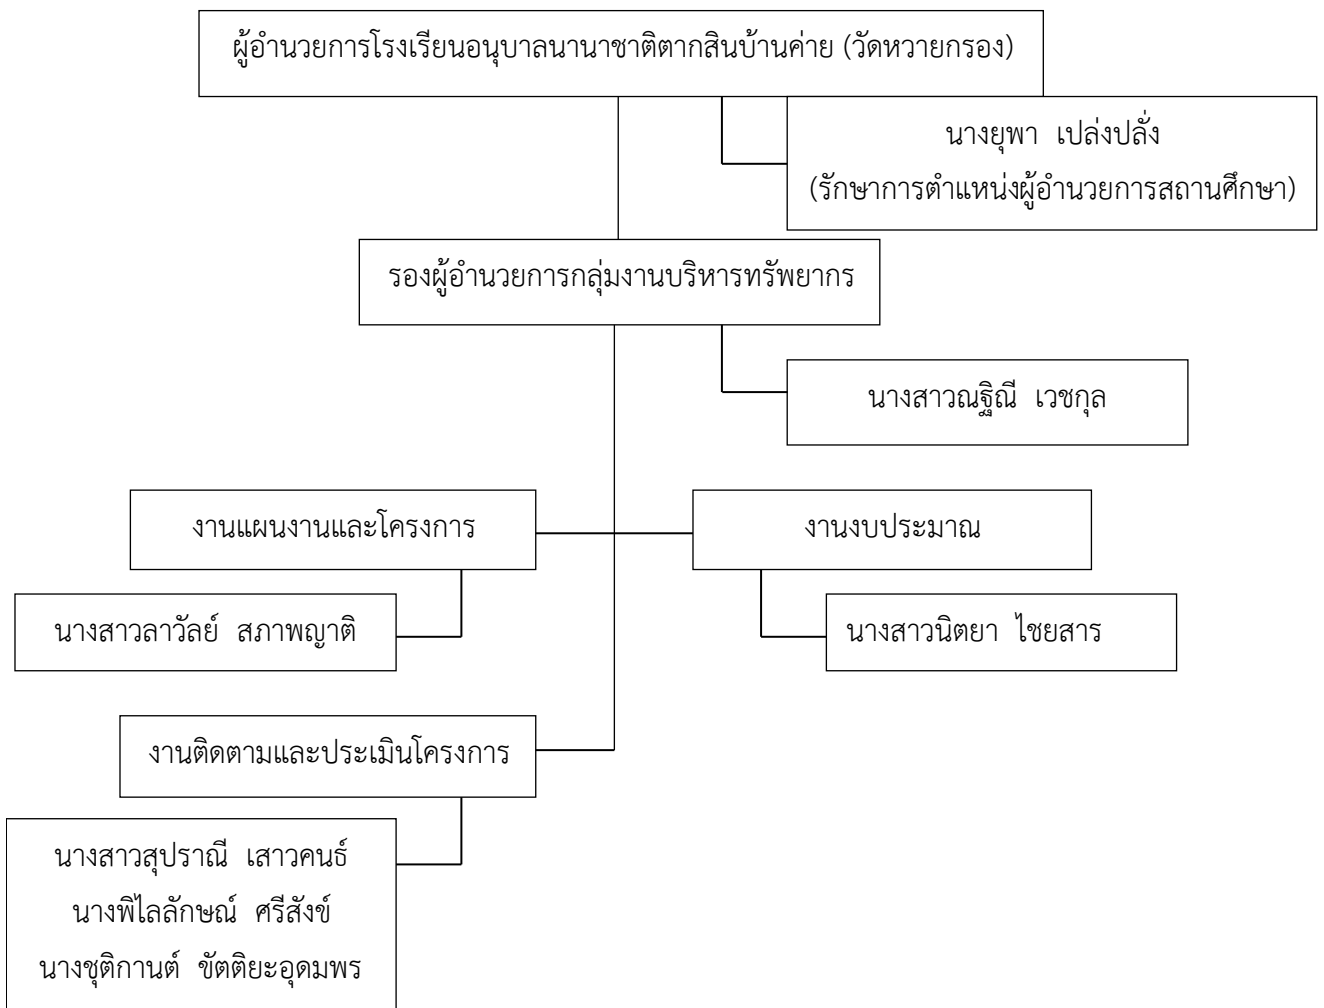 ผู้อำนวยการโรงเรียนอนุบาลนานาชาติตากสินบ้านค่าย (วัดหวายกรอง)
นางยุพา เปล่งปลั่ง
(รักษาการตำแหน่งผู้อำนวยการสถานศึกษา)
รองผู้อำนวยการกลุ่มงานบริหารทรัพยากร
นางสาวณฐิณี เวชกุล
งานแผนงานและโครงการ
งานงบประมาณ
นางสาวลาวัลย์ สภาพญาติ
นางสาวนิตยา ไชยสาร
งานติดตามและประเมินโครงการ
นางสาวสุปราณี เสาวคนธ์
นางพิไลลักษณ์ ศรีสังข์
นางชุติกานต์ ขัตติยะอุดมพร